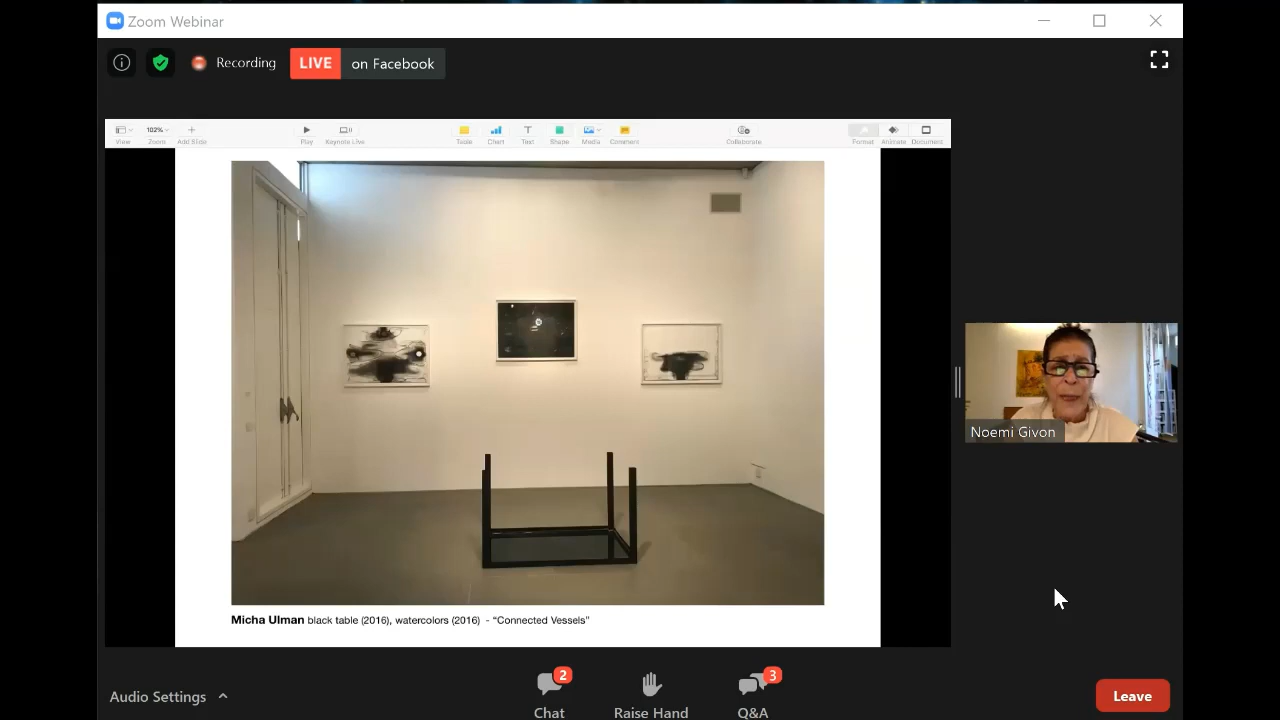 Zoom Webinar
Recording
LIVE on Facebook
View 102% Zoom Add Slide Play Keynote Live Table Chart Text Shape Media Comment Collaborate Format Animate Document
Noemi Givon
Micha Ulman black table (2016), watercolors (2016) - “Connected Vessels”
Audio Settings
2
Chat
Raise Hand
3
Q&A
Leave